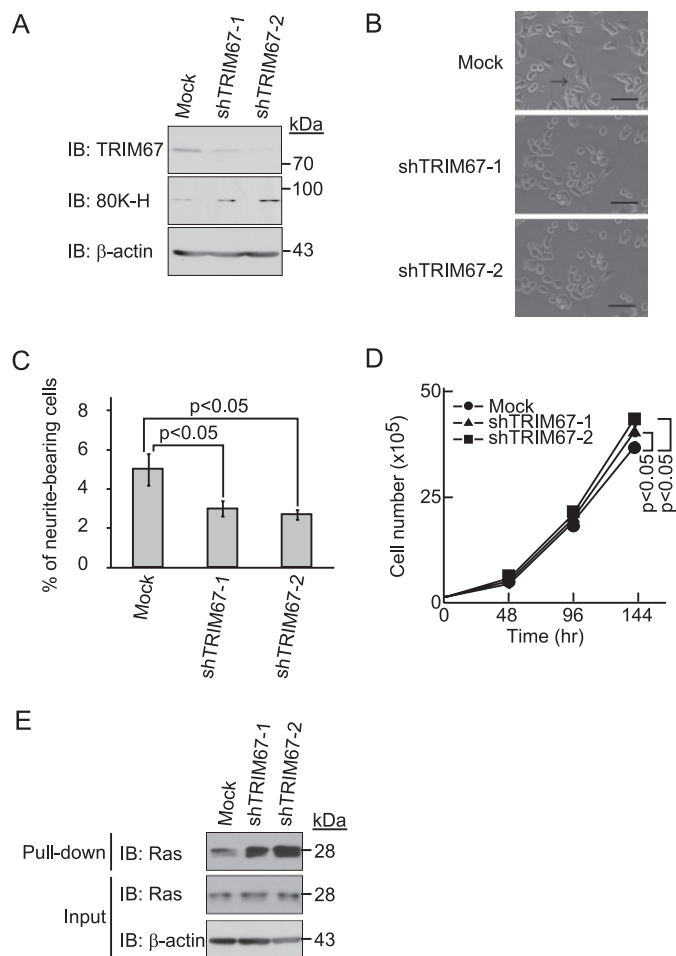 A
Mock
shTRIM67-1
shTRIM67-2
kDa
IB: TRIM67
70
IB: 80K-H
100
IB: β-actin
43
B
Mock
shTRIM67-1
shTRIM67-2
C
% of neurite-bearing cells
8
6
4
2
0
p<0.05
p<0.05
Mock
shTRIM67-1
shTRIM67-2
D
Cell number (x10⁵)
50
25
0
Mock
shTRIM67-1
shTRIM67-2
p<0.05
p<0.05
0 48 96 144
Time (hr)
E
Mock
shTRIM67-1
shTRIM67-2
kDa
Pull-down
IB: Ras
28
Input
IB: Ras
28
IB: β-actin
43